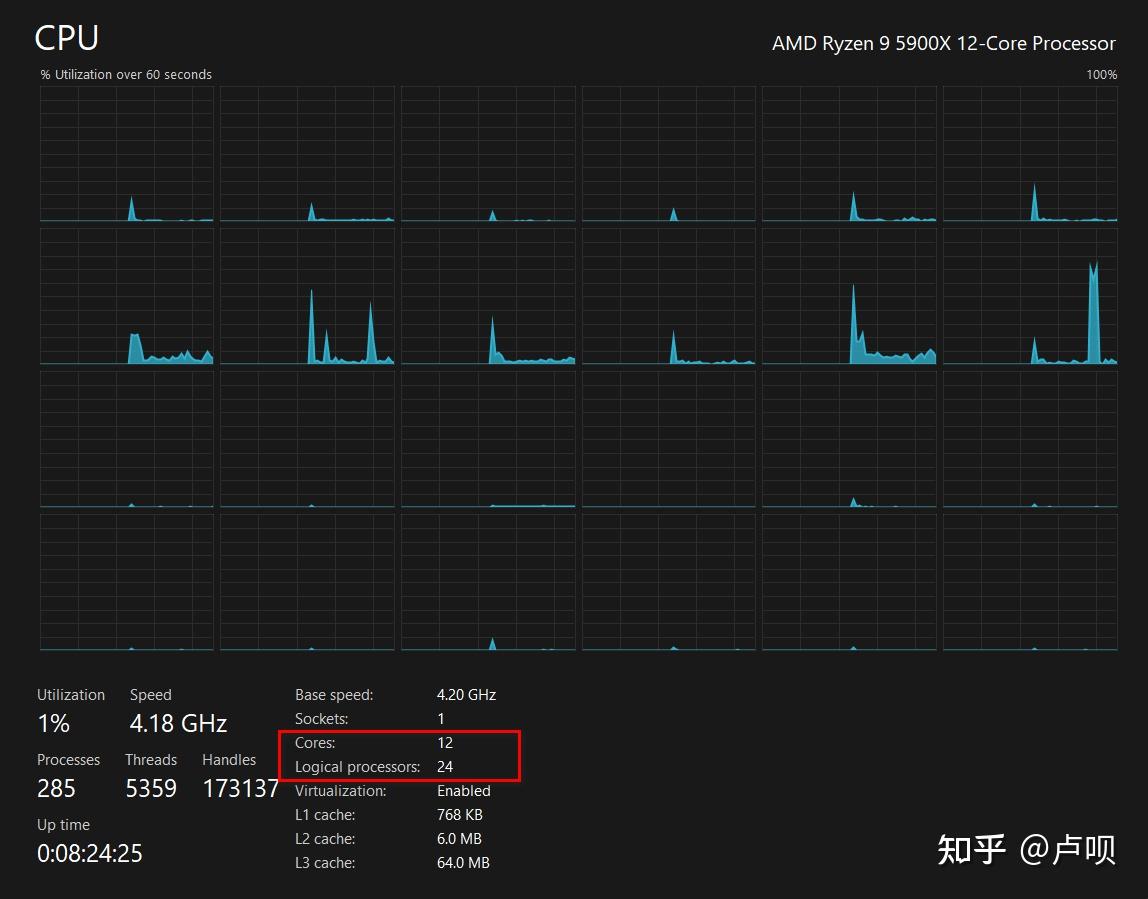 CPU
AMD Ryzen 9 5900X 12-Core Processor
% Utilization over 60 seconds
100%
Utilization
Speed
1%
4.18 GHz
Processes
Threads
Handles
285
5359
173137
Up time
0:08:24:25
Base speed: 4.20 GHz
Sockets: 1
Cores: 12
Logical processors: 24
Virtualization: Enabled
L1 cache: 768 KB
L2 cache: 6.0 MB
L3 cache: 64.0 MB
知乎 @卢呗